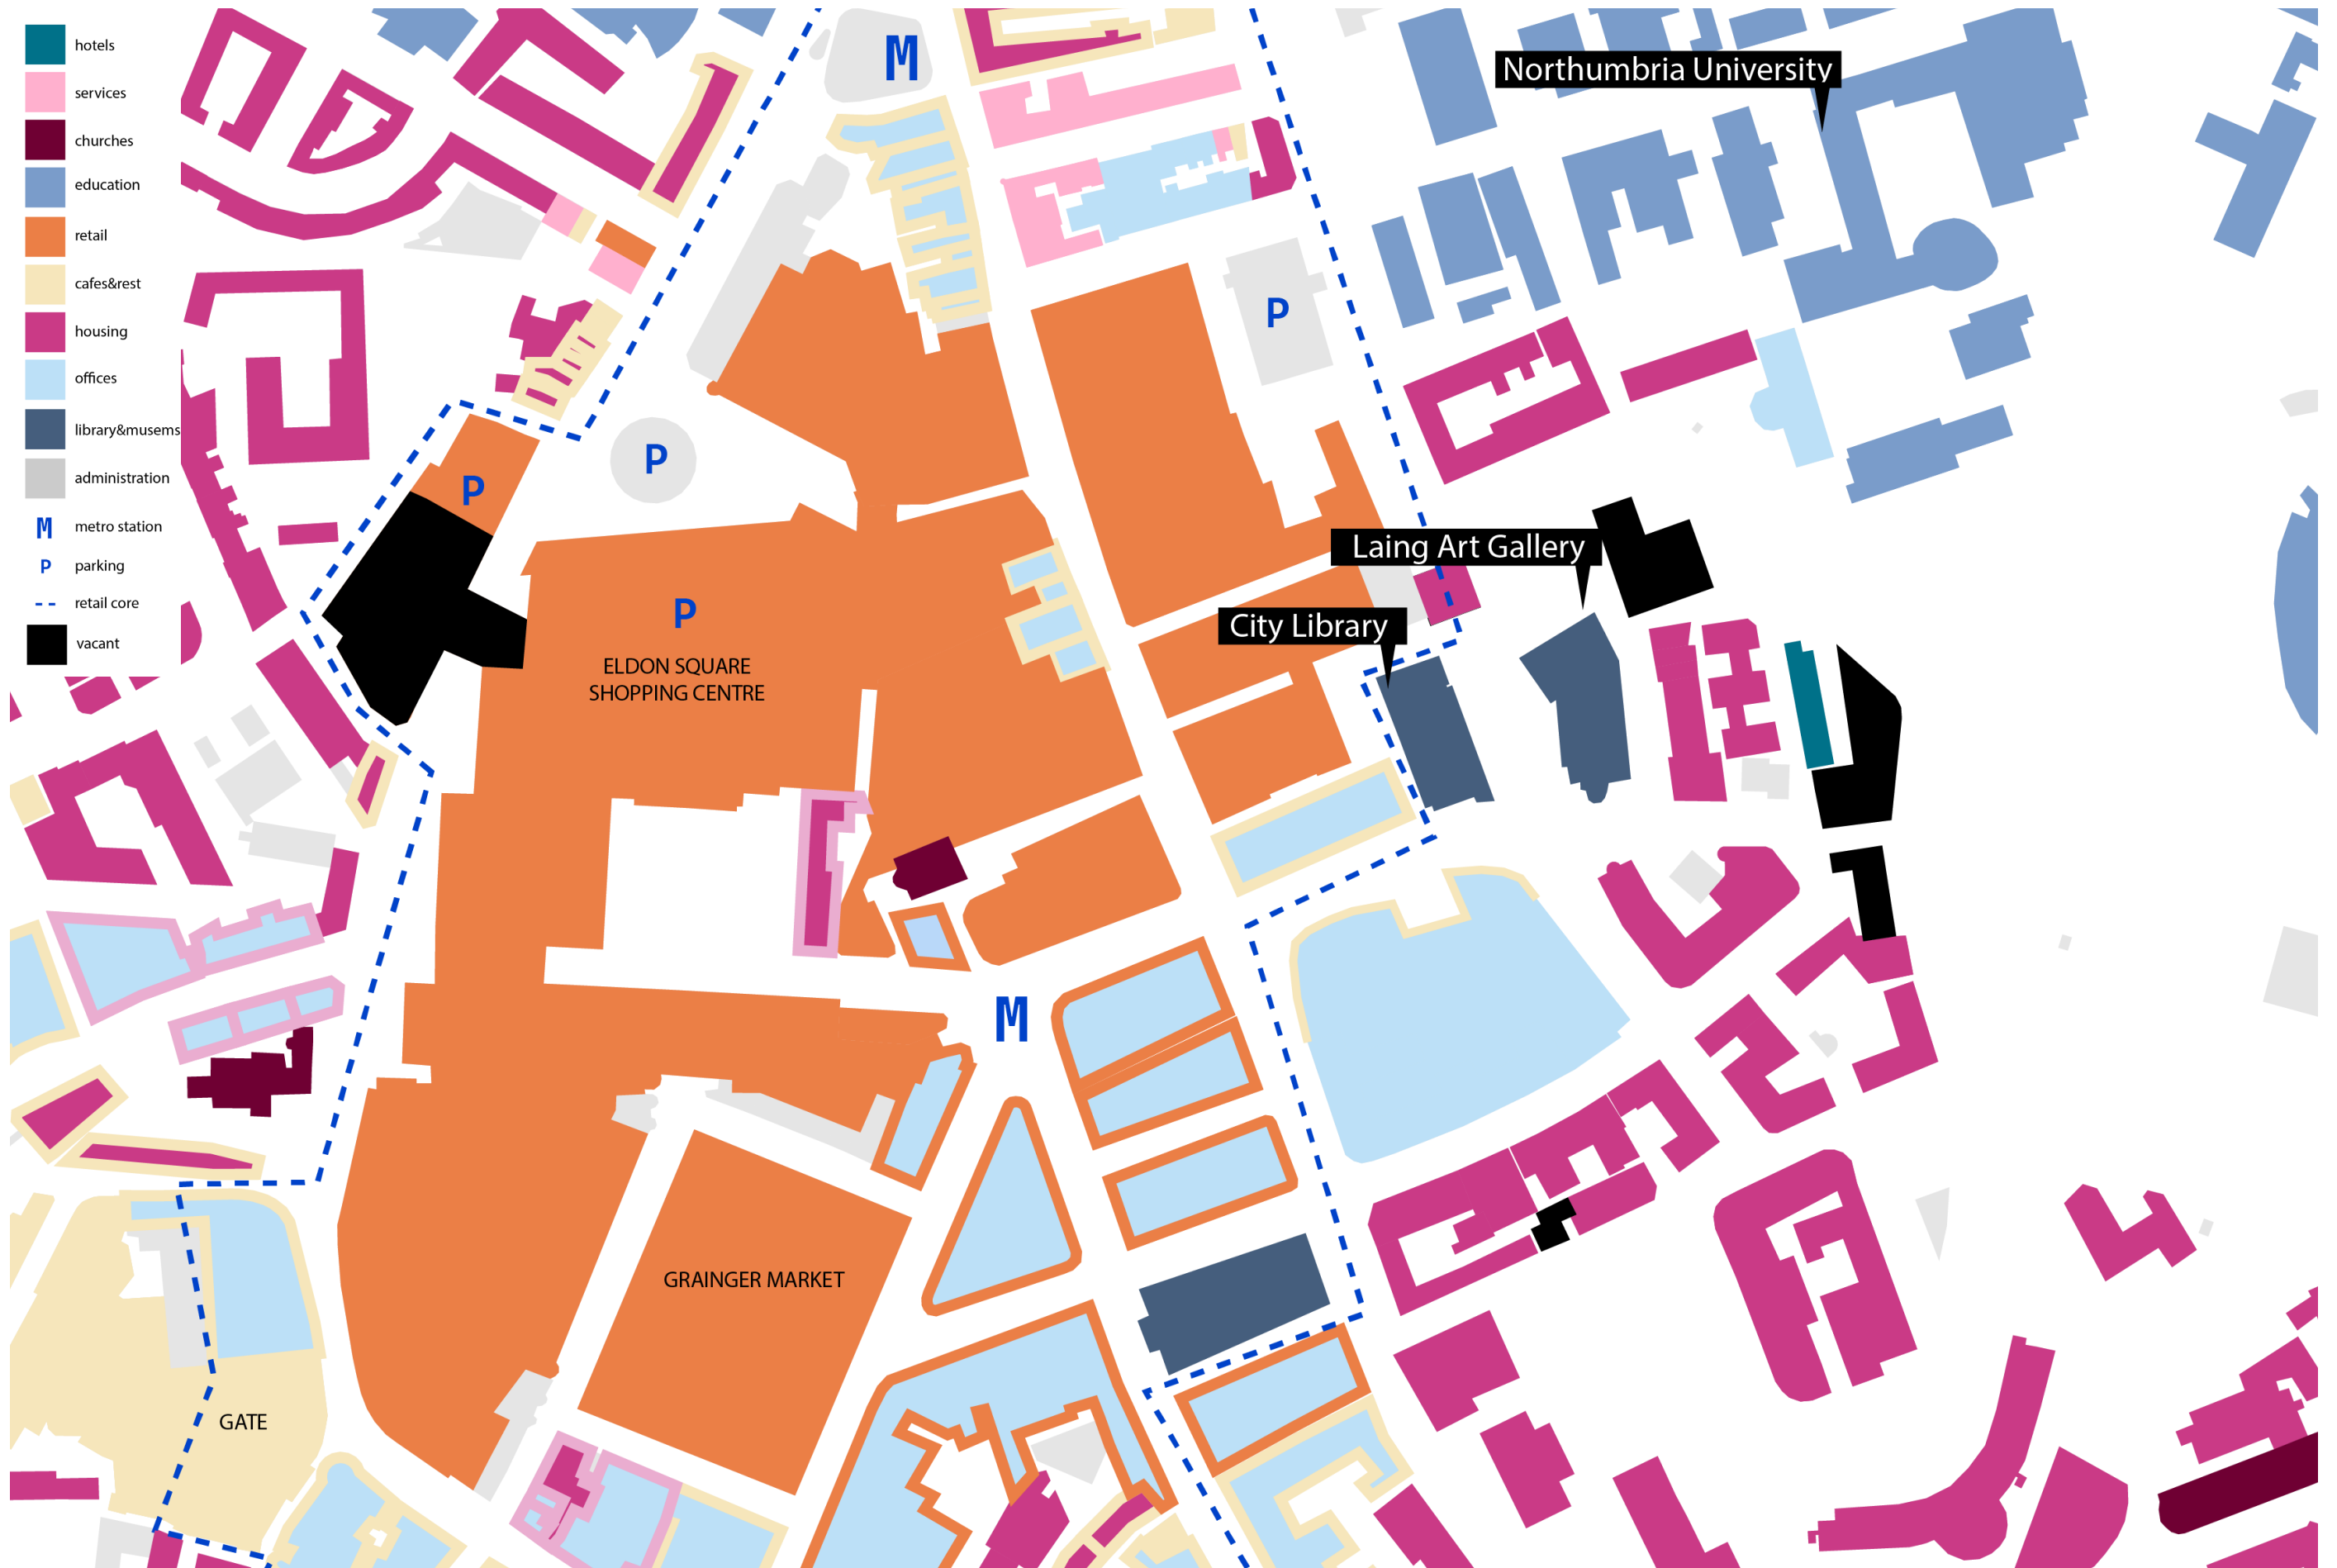 hotels
services
churches
education
retail
cafes&rest
housing
offices
library&musems
administration
M metro station
P parking
retail core
vacant
M
Northumbria University
P
P
P
Laing Art Gallery
P
City Library
ELDON SQUARE
SHOPPING CENTRE
M
GRAINGER MARKET
GATE